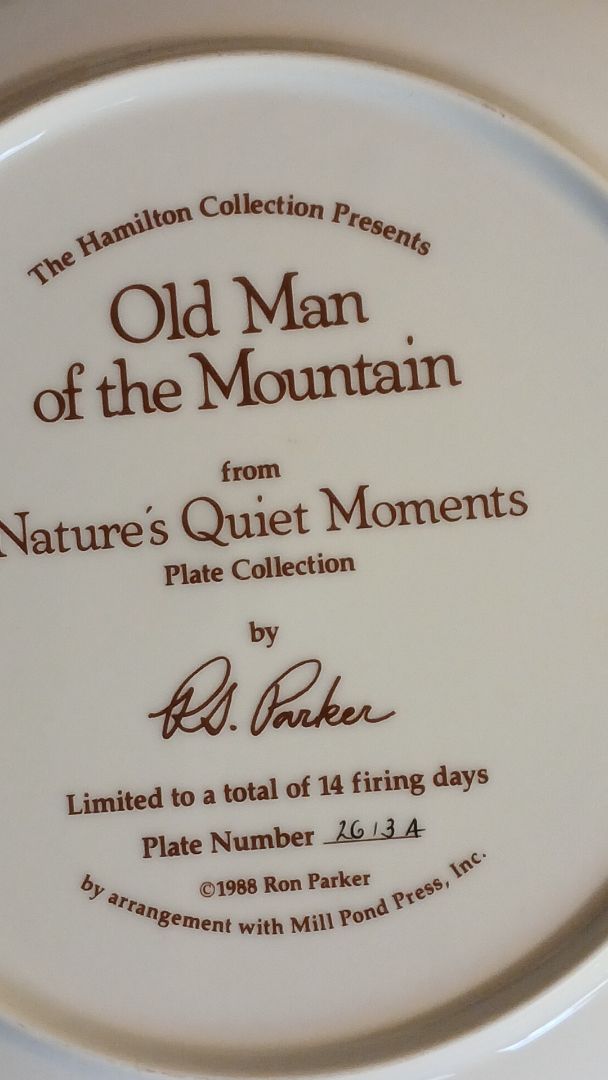 The Hamilton Collection Presents
Old Man
of the Mountain
from
Nature's Quiet Moments
Plate Collection
by
R.S. Parker
Limited to a total of 14 firing days
Plate Number 2613A
©1988 Ron Parker
by arrangement with Mill Pond Press, Inc.